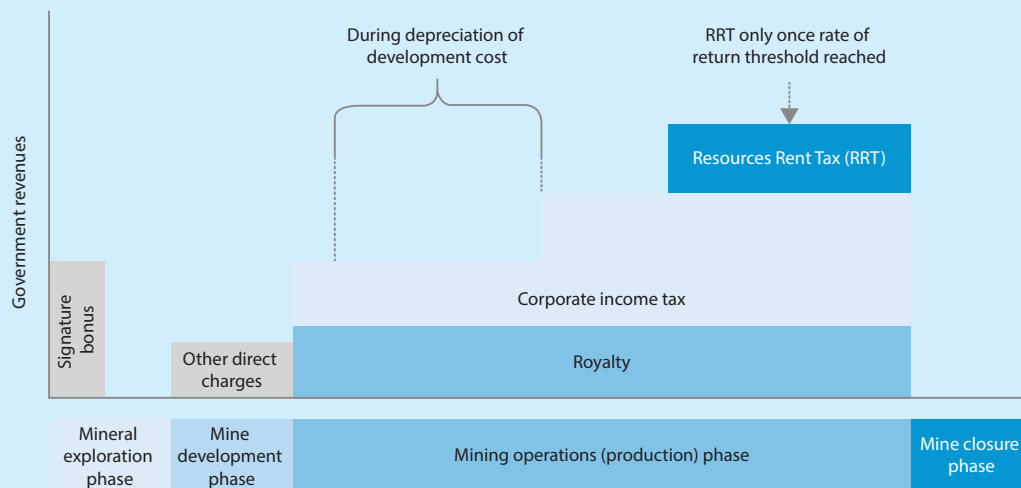 During depreciation of
development cost
RRT only once rate of
return threshold reached
Government revenues
Resources Rent Tax (RRT)
Signature
bonus
Corporate income tax
Other direct
charges
Royalty
Mineral
exploration
phase
Mine
development
phase
Mining operations (production) phase
Mine closure
phase